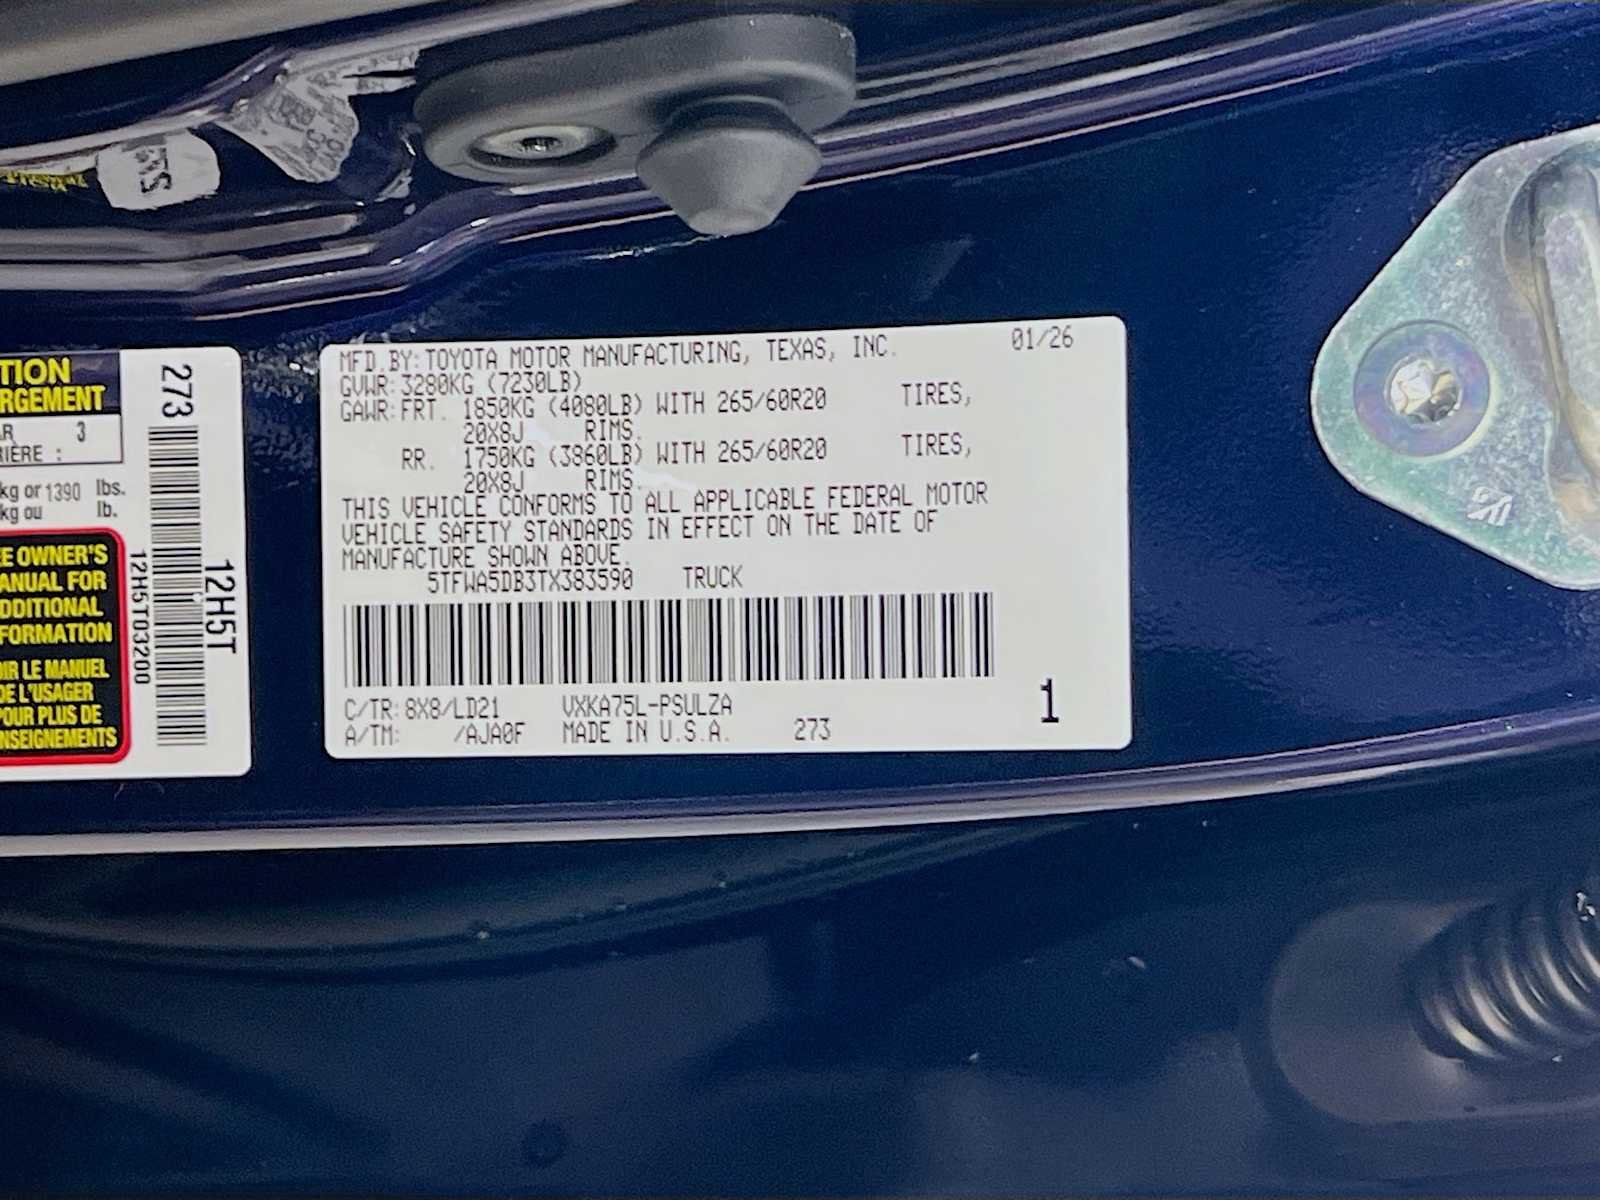 TION
RGEMENT
AR 3
RIÈRE :
kg or 1390 lbs.
kg ou lb.
EE OWNER'S
ANUAL FOR
DDITIONAL
FORMATION
OIR LE MANUEL
DE L'USAGER
POUR PLUS DE
NSEIGNEMENTS
273
12H5T03200
12H5T
MFD.BY: TOYOTA MOTOR MANUFACTURING, TEXAS, INC. 01/26
GVWR: 3280KG (7230LB)
GAWR: FRT. 1850KG (4080LB) WITH 265/60R20 TIRES,
20X8J RIMS.
RR. 1750KG (3860LB) WITH 265/60R20 TIRES,
20X8J RIMS.
THIS VEHICLE CONFORMS TO ALL APPLICABLE FEDERAL MOTOR
VEHICLE SAFETY STANDARDS IN EFFECT ON THE DATE OF
MANUFACTURE SHOWN ABOVE.
5TFWA5DB3TX383590 TRUCK
C/TR: 8X8/LD21 VXKA75L-PSULZA
A/TM: /AJA0F MADE IN U.S.A. 273
1